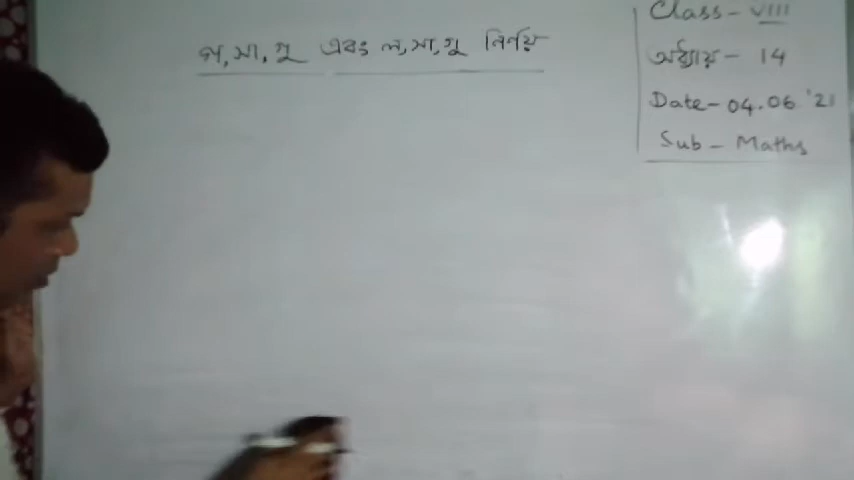 গ,সা,গু এবং ল,সা,গু নির্ণয়
Class - VIII
অধ্যায় - 14
Date - 04.06 '21
Sub - Maths